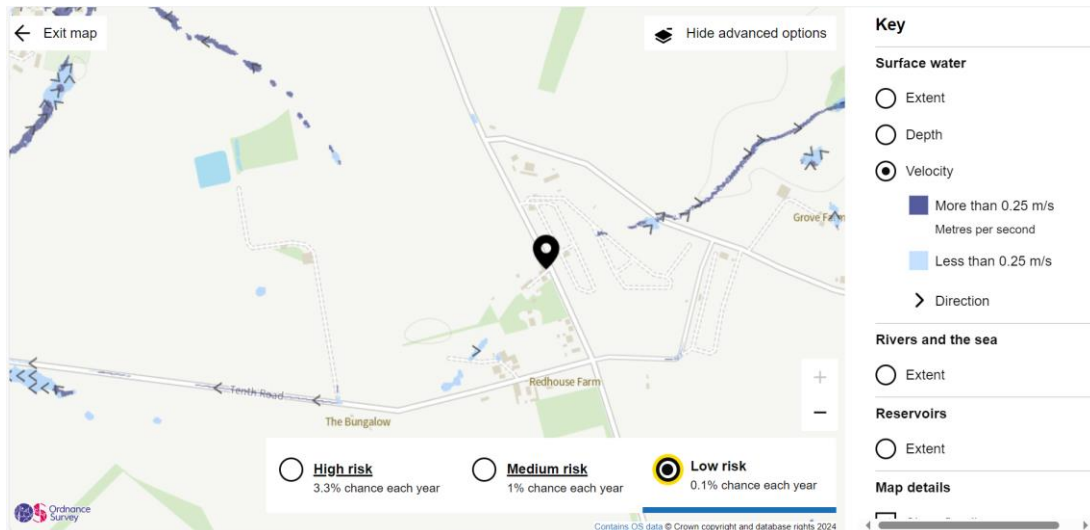 Exit map
Hide advanced options
Grove Farm
Tenth Road
Redhouse Farm
The Bungalow
High risk
3.3% chance each year
Medium risk
1% chance each year
Low risk
0.1% chance each year
Ordnance
Survey
Contains OS data © Crown copyright and database rights 2024
Key
Surface water
Extent
Depth
Velocity
More than 0.25 m/s
Metres per second
Less than 0.25 m/s
Direction
Rivers and the sea
Extent
Reservoirs
Extent
Map details